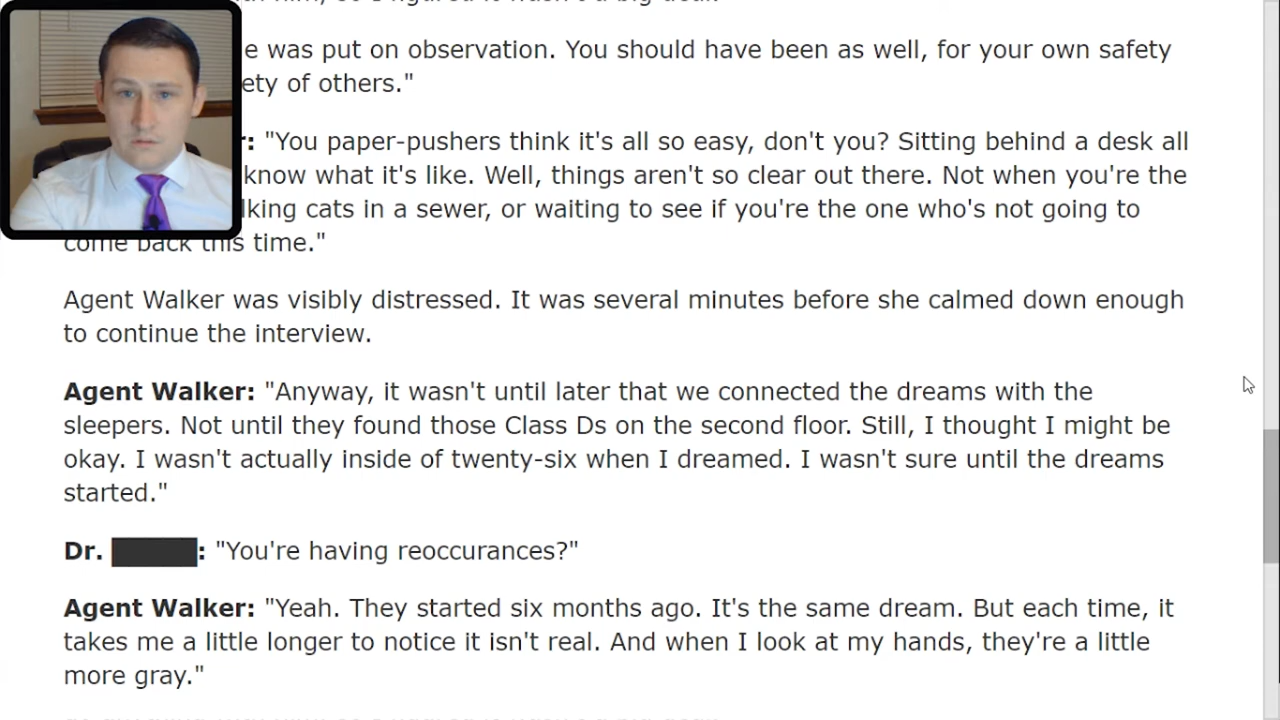 e was put on observation. You should have been as well, for your own safety
ety of others."
r: "You paper-pushers think it's all so easy, don't you? Sitting behind a desk all
know what it's like. Well, things aren't so clear out there. Not when you're the
lking cats in a sewer, or waiting to see if you're the one who's not going to
come back this time."
Agent Walker was visibly distressed. It was several minutes before she calmed down enough
to continue the interview.
Agent Walker: "Anyway, it wasn't until later that we connected the dreams with the
sleepers. Not until they found those Class Ds on the second floor. Still, I thought I might be
okay. I wasn't actually inside of twenty-six when I dreamed. I wasn't sure until the dreams
started."
Dr. : "You're having reoccurances?"
Agent Walker: "Yeah. They started six months ago. It's the same dream. But each time, it
takes me a little longer to notice it isn't real. And when I look at my hands, they're a little
more gray."